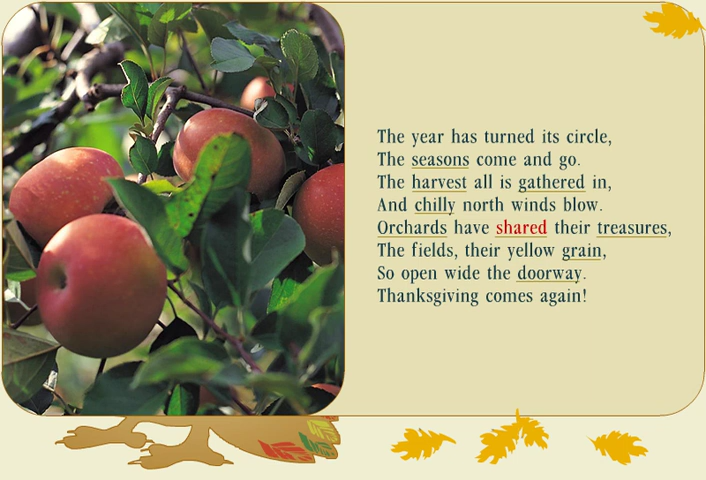 The year has turned its circle,
The seasons come and go.
The harvest all is gathered in,
And chilly north winds blow.
Orchards have shared their treasures,
The fields, their yellow grain,
So open wide the doorway.
Thanksgiving comes again!